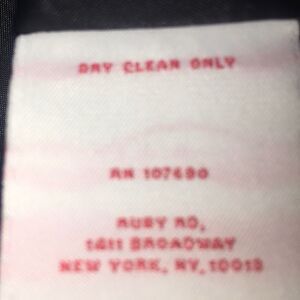 DRY CLEAN ONLY
RN 107690
RUBY RD,
1411 BROADWAY
NEW YORK, NY, 10018